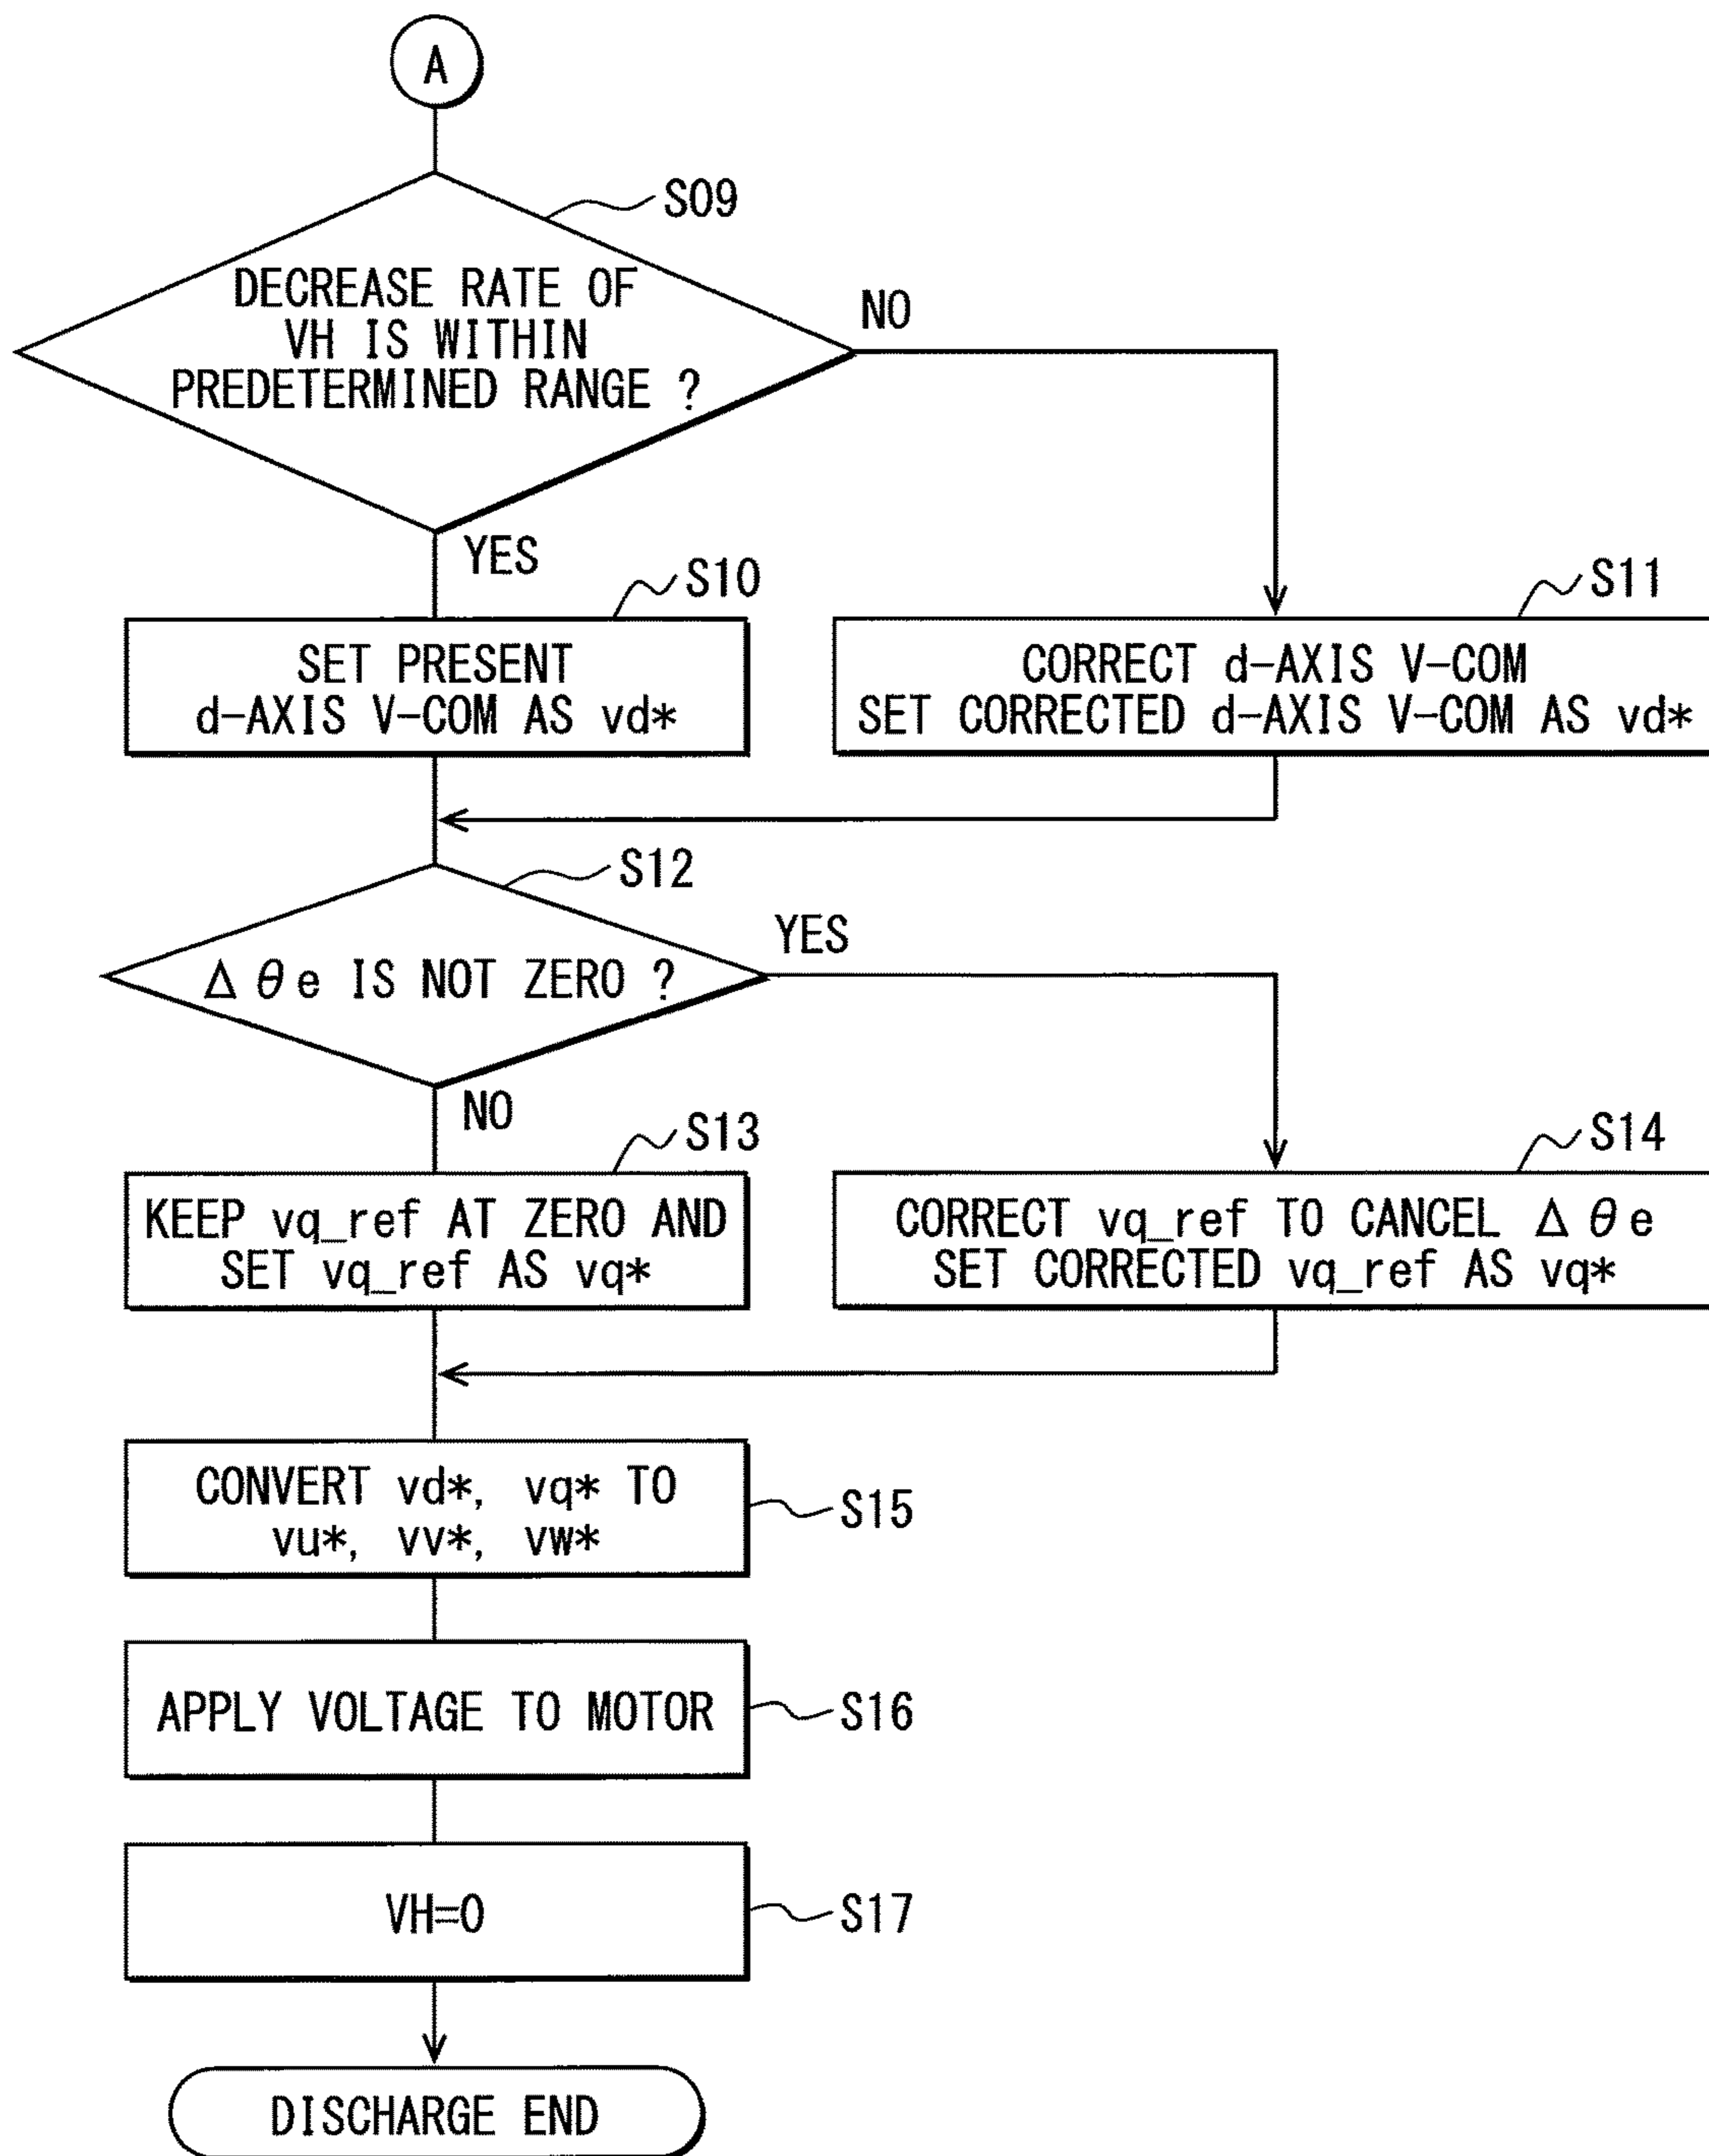 A
S09
DECREASE RATE OF
VH IS WITHIN
PREDETERMINED RANGE ?
NO
YES
S10
SET PRESENT
d-AXIS V-COM AS vd*
S11
CORRECT d-AXIS V-COM
SET CORRECTED d-AXIS V-COM AS vd*
S12
Δθe IS NOT ZERO ?
YES
NO
S13
KEEP vq_ref AT ZERO AND
SET vq_ref AS vq*
S14
CORRECT vq_ref TO CANCEL Δθe
SET CORRECTED vq_ref AS vq*
CONVERT vd*, vq* TO
vu*, vv*, vw*
S15
APPLY VOLTAGE TO MOTOR
S16
VH=0
S17
DISCHARGE END